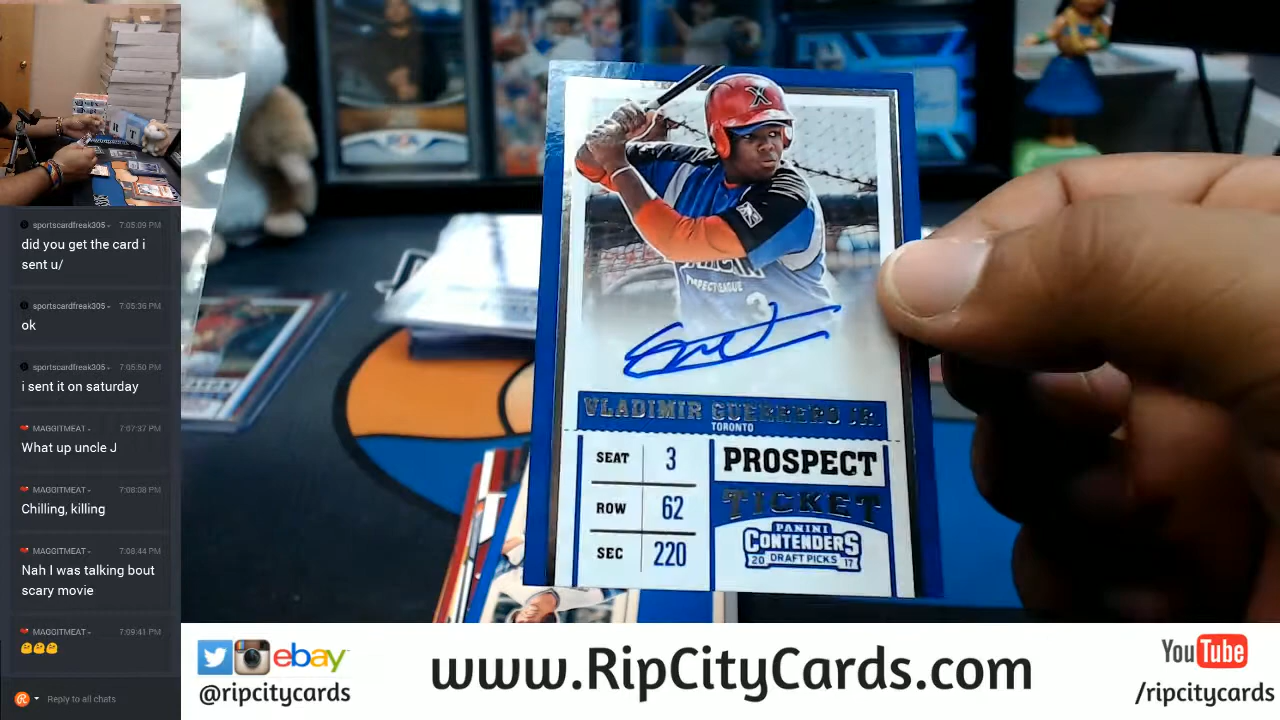 sportscardfreak305 7:05:09 PM
did you get the card i
sent u/
sportscardfreak305 7:05:36 PM
ok
sportscardfreak305 7:05:50 PM
i sent it on saturday
MAGGITMEAT 7:07:37 PM
What up uncle J
MAGGITMEAT 7:08:08 PM
Chilling, killing
MAGGITMEAT 7:08:44 PM
Nah I was talking bout
scary movie
MAGGITMEAT 7:09:41 PM
Reply to all chats
X
3
VLADIMIR GUERRERO JR.
TORONTO
SEAT 3
ROW 62
SEC 220
PROSPECT
TICKET
PANINI
CONTENDERS
20 DRAFT PICKS 17
ebay
@ripcitycards
www.RipCityCards.com
YouTube
/ripcitycards